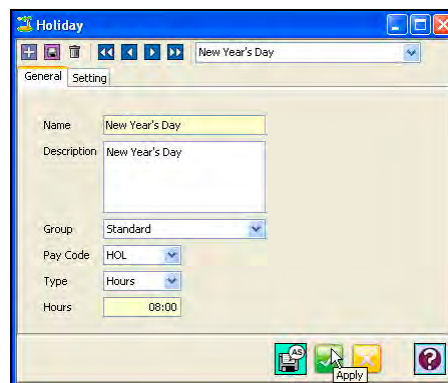 Holiday
New Year's Day
General Setting
Name New Year's Day
Description New Year's Day
Group Standard
Pay Code HOL
Type Hours
Hours 08:00
AS
Apply